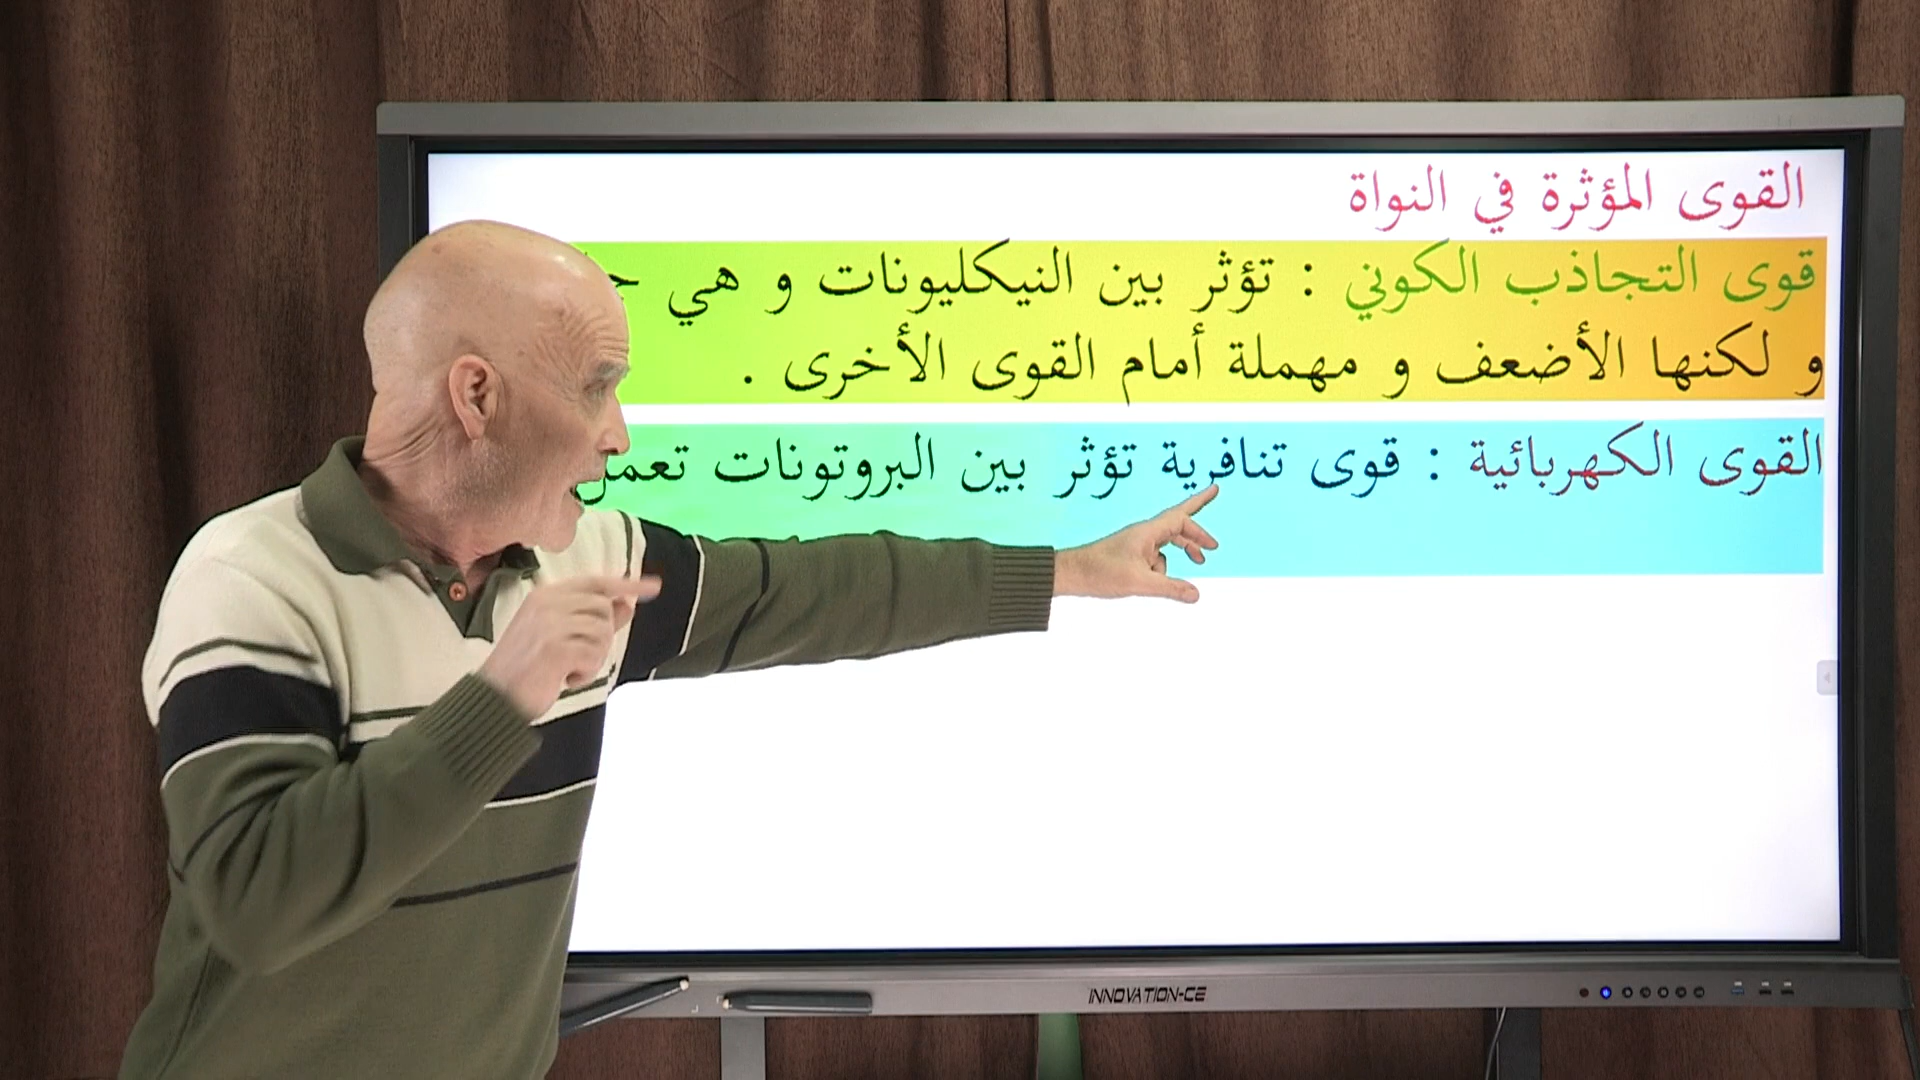 القوى المؤثرة في النواة
قوى التجاذب الكوني : تؤثر بين النيكليونات و هي
و لكنها الأضعف و مهملة أمام القوى الأخرى .
القوى الكهربائية : قوى تنافرية تؤثر بين البروتونات تعمل
INNOVATION-CE